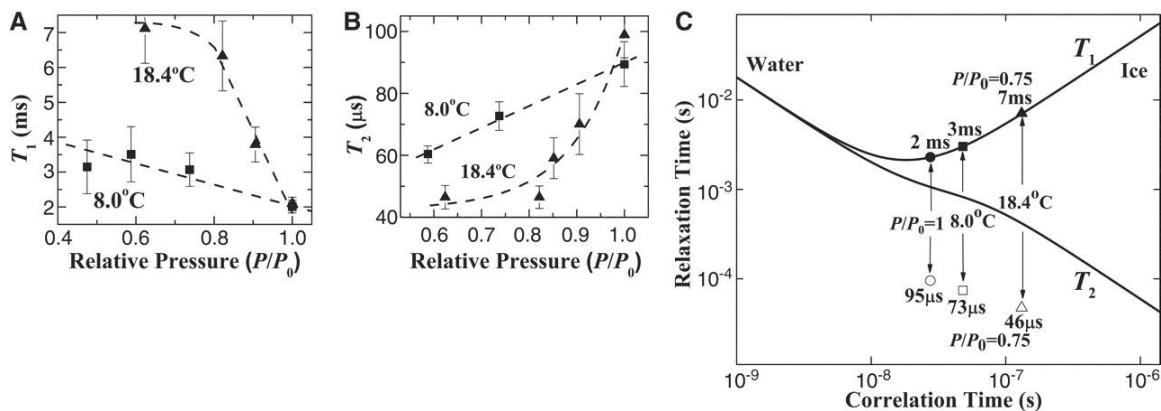 A
7
6
5
4
3
2
T1 (ms)
18.4°C
8.0°C
0.4 0.6 0.8 1.0
Relative Pressure (P/P0)
B
100
80
60
40
T2 (µs)
8.0°C
18.4°C
0.6 0.7 0.8 0.9 1.0
Relative Pressure (P/P0)
C
Water
T1
Ice
P/P0=0.75
7ms
3ms
2 ms
18.4°C
P/P0=1
8.0°C
T2
95µs
73µs
46µs
P/P0=0.75
10-2
10-3
10-4
Relaxation Time (s)
10-9 10-8 10-7 10-6
Correlation Time (s)